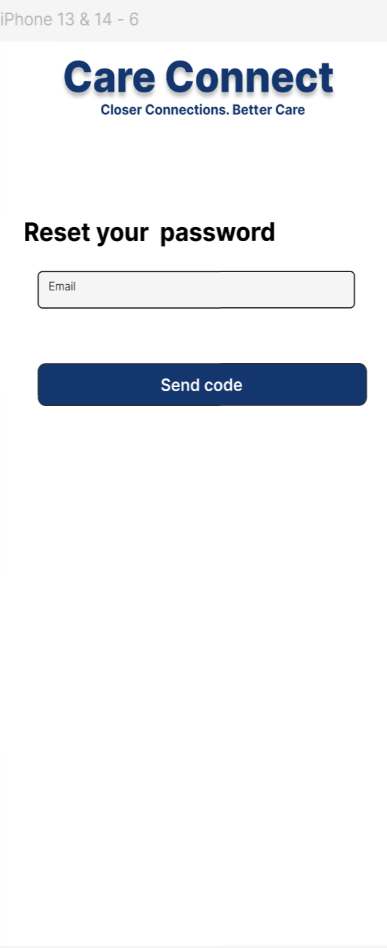 iPhone 13 & 14 - 6
Care Connect
Closer Connections. Better Care
Reset your  password
Email
Send code